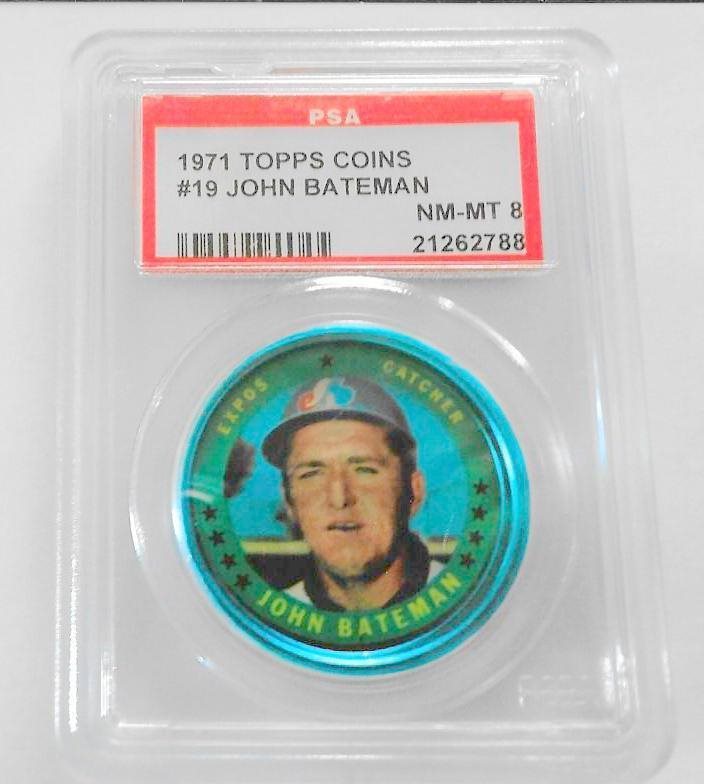 PSA
1971 TOPPS COINS
#19 JOHN BATEMAN
NM-MT 8
21262788
EXPOS ★ CATCHER
JOHN BATEMAN